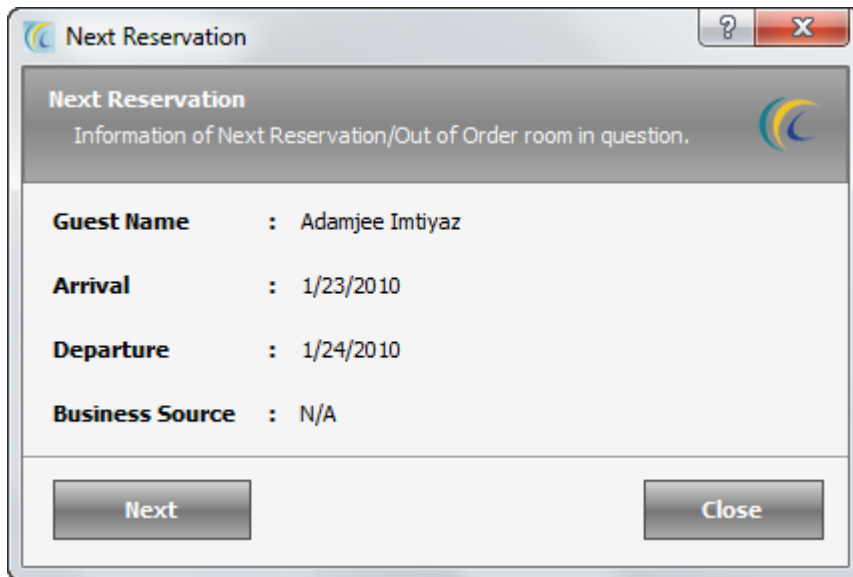 Next Reservation
Next Reservation
Information of Next Reservation/Out of Order room in question.
Guest Name : Adamjee Imtiyaz
Arrival : 1/23/2010
Departure : 1/24/2010
Business Source : N/A
Next Close